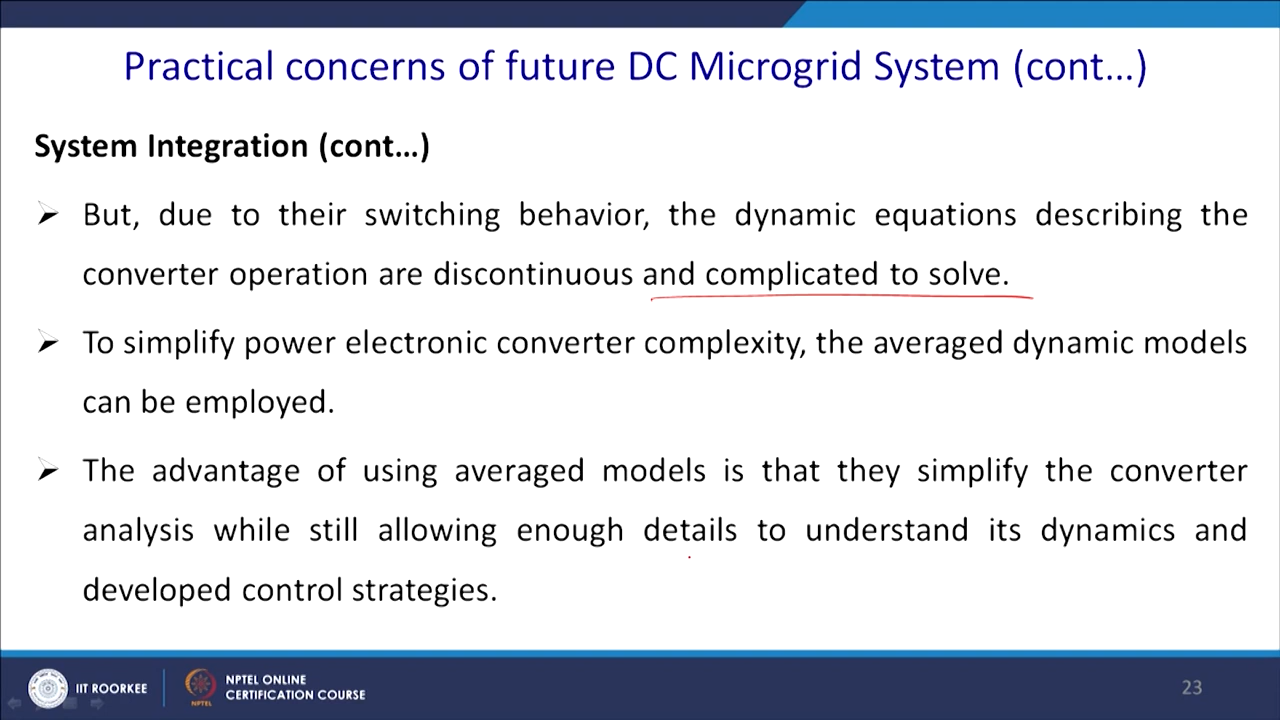 Practical concerns of future DC Microgrid System (cont...)
System Integration (cont...)
But, due to their switching behavior, the dynamic equations describing the
converter operation are discontinuous and complicated to solve.
To simplify power electronic converter complexity, the averaged dynamic models
can be employed.
The advantage of using averaged models is that they simplify the converter
analysis while still allowing enough details to understand its dynamics and
developed control strategies.
IIT ROORKEE
NPTEL
NPTEL ONLINE
CERTIFICATION COURSE
23